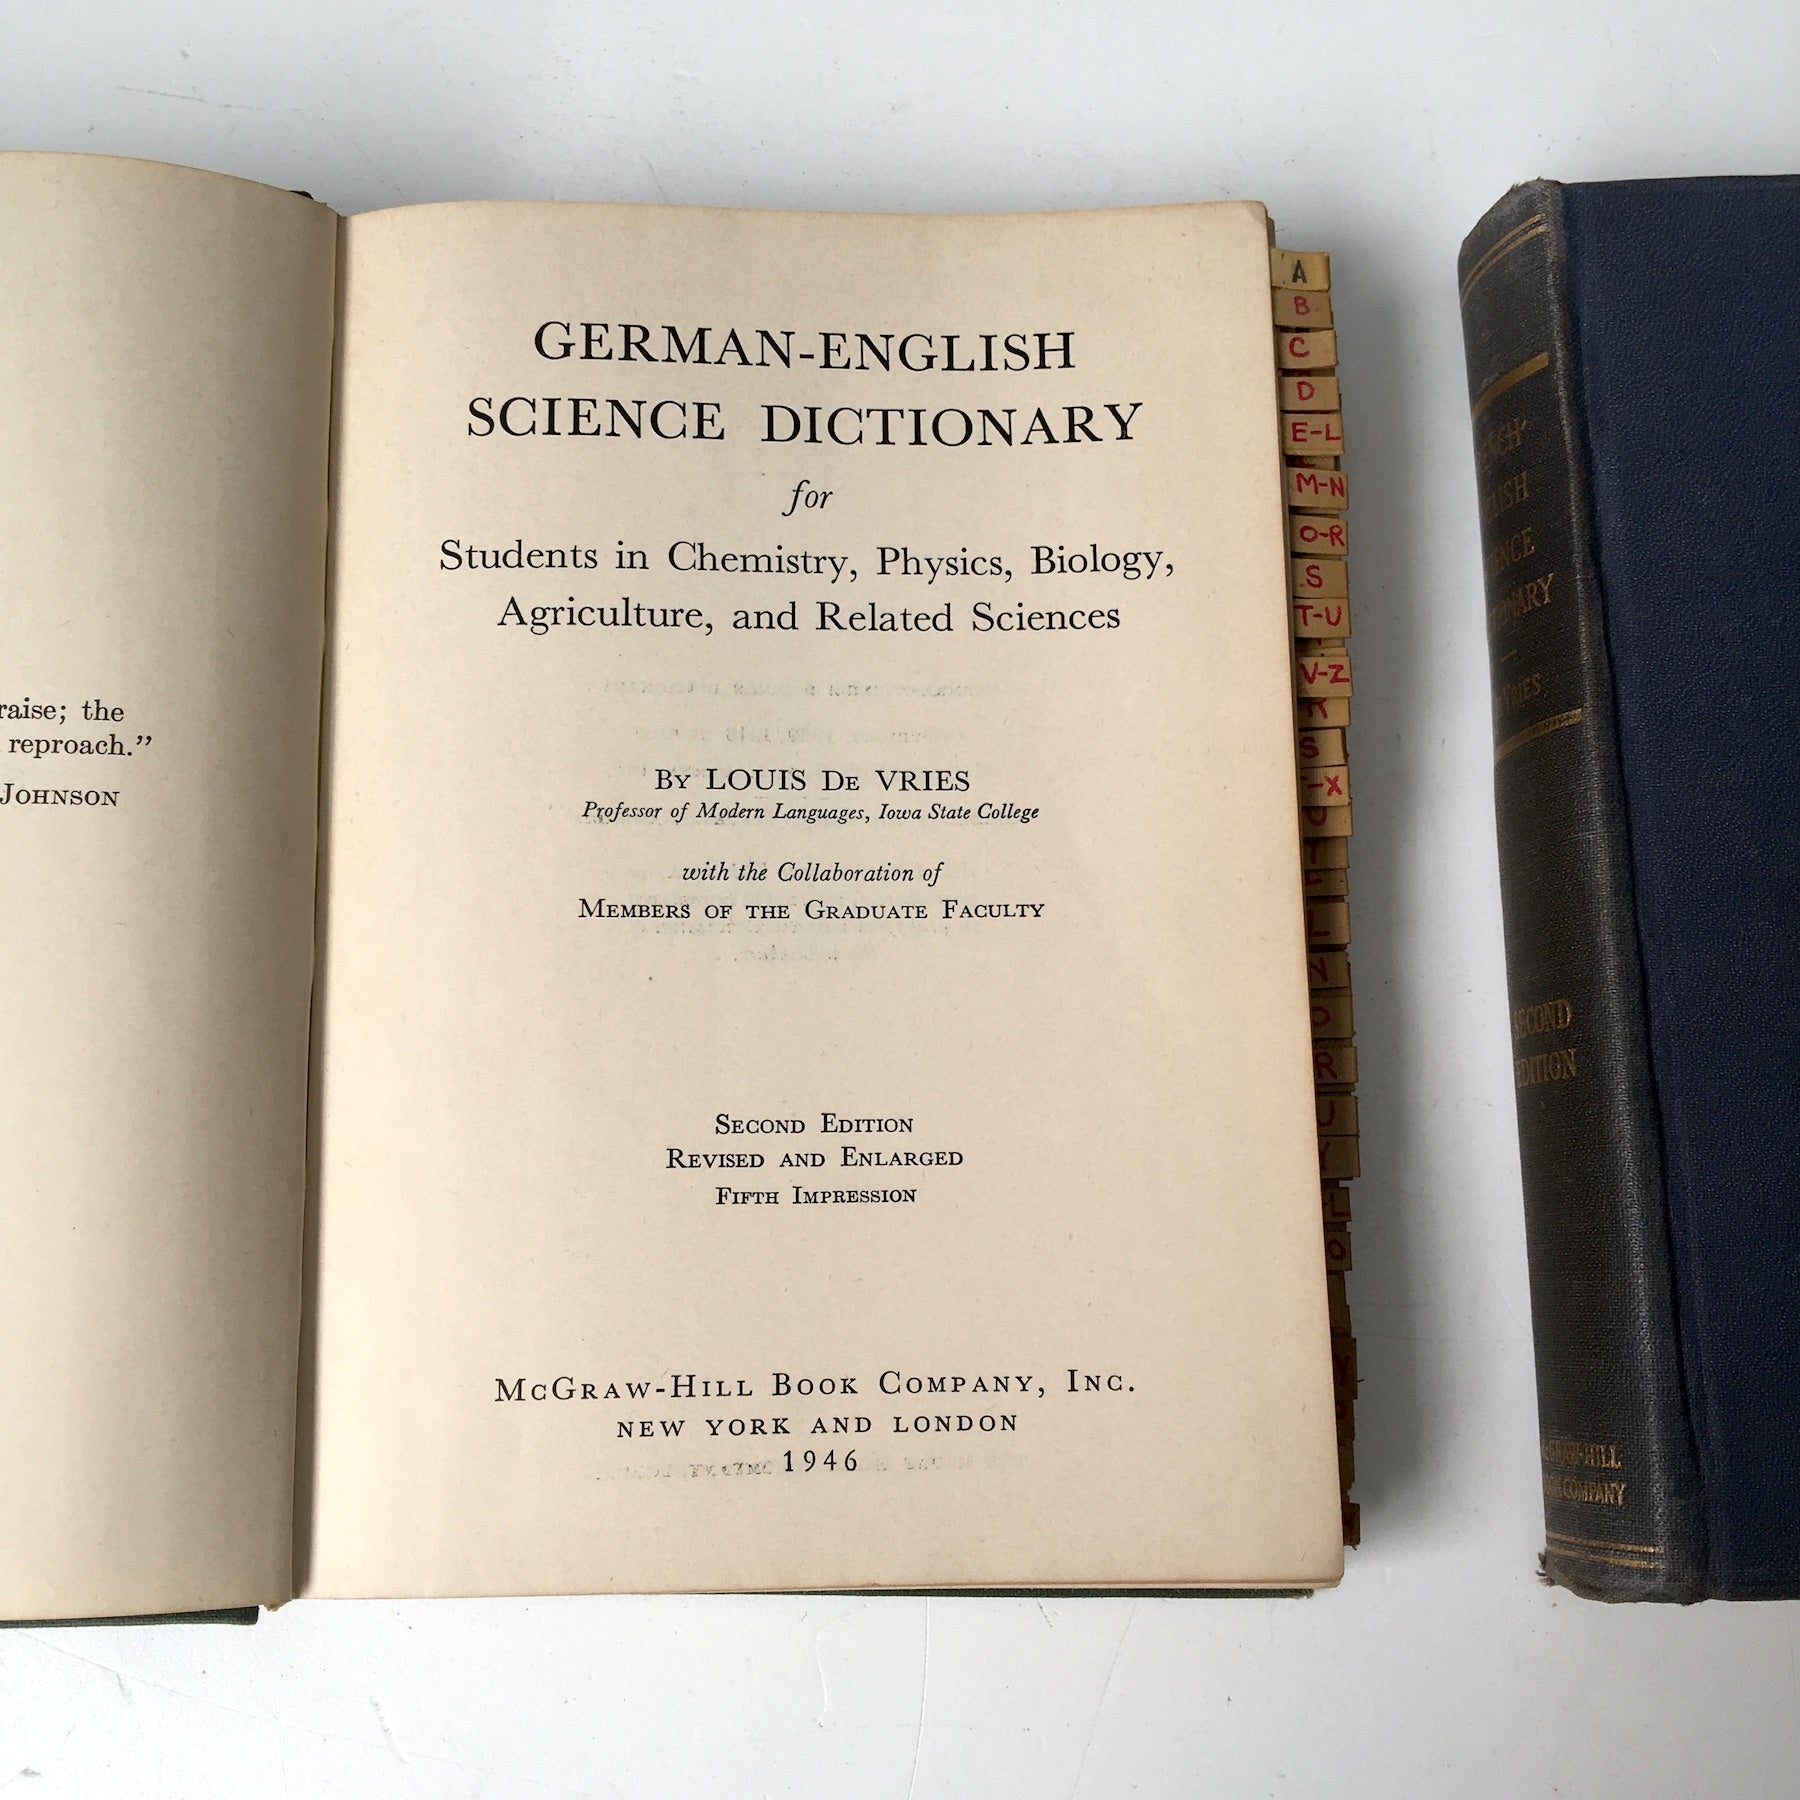 raise; the
reproach.”
Johnson
GERMAN-ENGLISH
SCIENCE DICTIONARY
for
Students in Chemistry, Physics, Biology,
Agriculture, and Related Sciences
By LOUIS De VRIES
Professor of Modern Languages, Iowa State College
with the Collaboration of
Members of the Graduate Faculty
Second Edition
Revised and Enlarged
Fifth Impression
McGraw-Hill Book Company, Inc.
NEW YORK AND LONDON
1946
A
B
C
D
E-L
M-N
O-R
S
T-U
V-Z
R
S
-X
O
L
O
R
U
L
O
VRIES
SECOND
EDITION
HILL
COMPANY